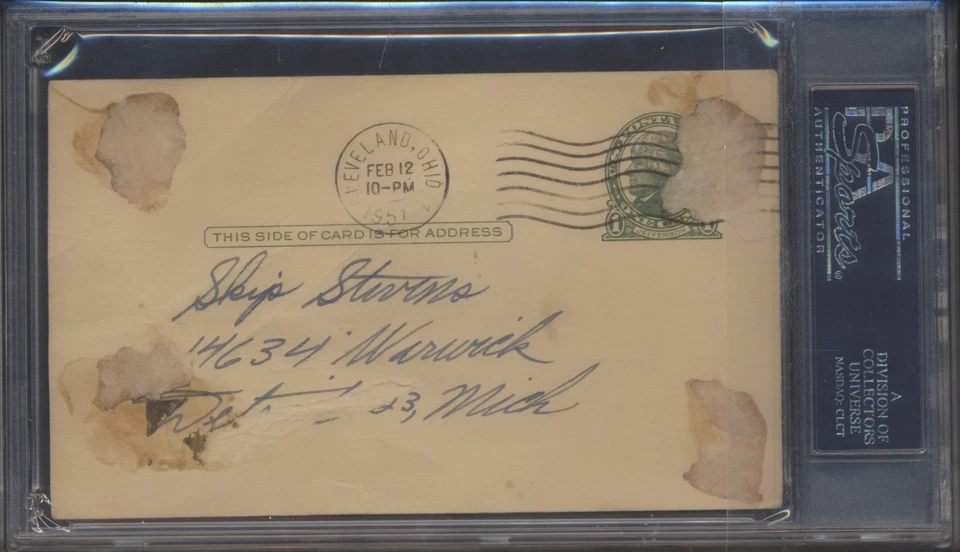 CLEVELAND, OHIO
FEB 12
10-PM
1951
THIS SIDE OF CARD IS FOR ADDRESS
JEFFERSON
Skip Stevens
14634 Warwick
23, Mich
PSA
Sports
®
PROFESSIONAL
AUTHENTICATOR
A
DIVISION OF
COLLECTORS
UNIVERSE
NASDAQ: CLCT